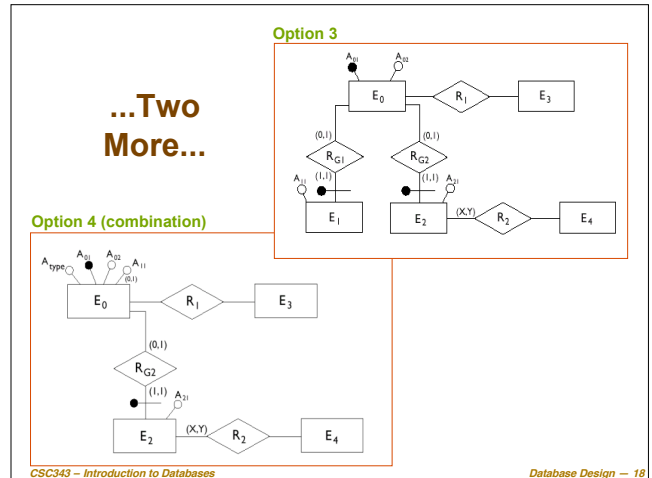 Option 3
A01 A02
E0 R1 E3
...Two
More...
(0,1) (0,1)
RG1 RG2
A11 (1,1) (1,1) A21
E1 E2 (X,Y) R2 E4
Option 4 (combination)
Atype A01 A02 A11
(0,1)
E0 R1 E3
(0,1)
RG2
(1,1) A21
E2 (X,Y) R2 E4
CSC343 – Introduction to Databases Database Design — 18